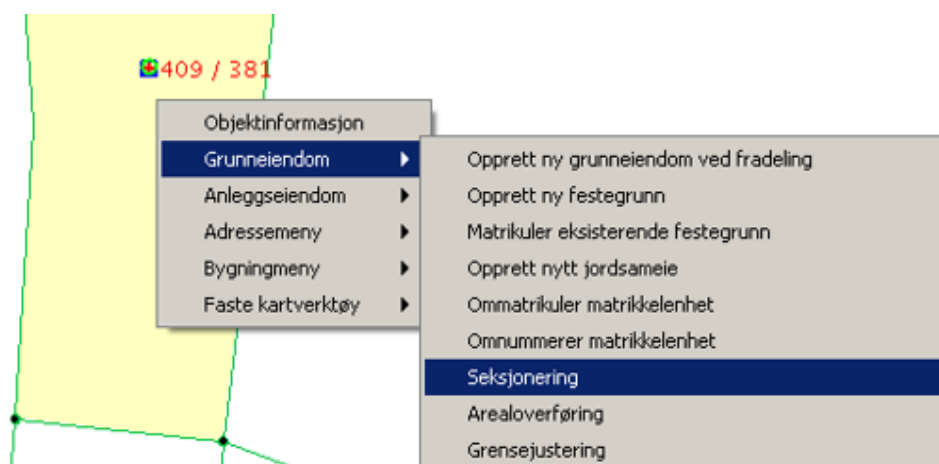 409 / 381
Objektinformasjon
Grunneiendom
Anleggseiendom
Adressemeny
Bygningmeny
Faste kartverktøy
Opprett ny grunneiendom ved fradeling
Opprett ny festegrunn
Matrikuler eksisterende festegrunn
Opprett nytt jordsameie
Ommatrikuler matrikkelenhet
Omnummerer matrikkelenhet
Seksjonering
Arealoverføring
Grensejustering